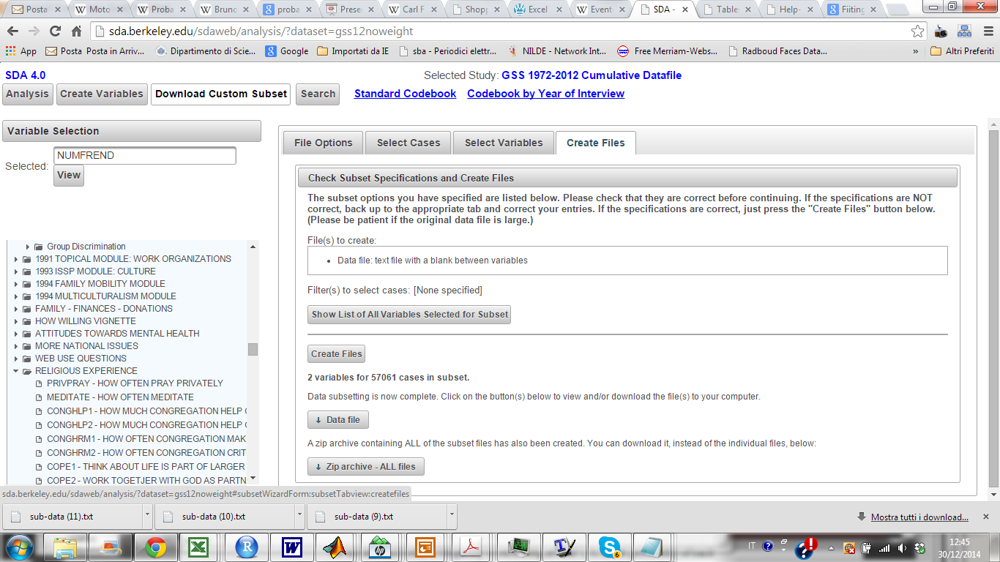 Posta
Moto
Proba
Bruno
proba
Prese
Carl F
Shopp
Excel
Evente
SDA -
Table
Help-
Fiiting
sda.berkeley.edu/sdaweb/analysis/?dataset=gss12noweight
App
Posta Posta in Arriv...
Dipartimento di Scie...
Google
Importati da IE
sba - Periodici elettr...
NILDE - Network Int...
Free Merriam-Webs...
Radboud Faces Data...
»
Altri Preferiti
SDA 4.0
Selected Study: GSS 1972-2012 Cumulative Datafile
Analysis
Create Variables
Download Custom Subset
Search
Standard Codebook
Codebook by Year of Interview
Variable Selection
Selected:
NUMFREND
View
Group Discrimination
1991 TOPICAL MODULE: WORK ORGANIZATIONS
1993 ISSP MODULE: CULTURE
1994 FAMILY MOBILITY MODULE
1994 MULTICULTURALISM MODULE
FAMILY - FINANCES - DONATIONS
HOW WILLING VIGNETTE
ATTITUDES TOWARDS MENTAL HEALTH
MORE NATIONAL ISSUES
WEB USE QUESTIONS
RELIGIOUS EXPERIENCE
PRIVPRAY - HOW OFTEN PRAY PRIVATELY
MEDITATE - HOW OFTEN MEDITATE
CONGHLP1 - HOW MUCH CONGREGATION HELP
CONGHLP2 - HOW MUCH CONGREGATION HELP
CONGHRM1 - HOW OFTEN CONGREGATION MAK
CONGHRM2 - HOW OFTEN CONGREGATION CRIT
COPE1 - THINK ABOUT LIFE IS PART OF LARGER
COPE2 - WORK TOGETJER WITH GOD AS PARTN
File Options
Select Cases
Select Variables
Create Files
Check Subset Specifications and Create Files
The subset options you have specified are listed below. Please check that they are correct before continuing. If the specifications are NOT
correct, back up to the appropriate tab and correct your entries. If the specifications are correct, just press the "Create Files" button below.
(Please be patient if the original data file is large.)
File(s) to create:
• Data file: text file with a blank between variables
Filter(s) to select cases: [None specified]
Show List of All Variables Selected for Subset
Create Files
2 variables for 57061 cases in subset.
Data subsetting is now complete. Click on the button(s) below to view and/or download the file(s) to your computer.
Data file
A zip archive containing ALL of the subset files has also been created. You can download it, instead of the individual files, below:
Zip archive - ALL files
sda.berkeley.edu/sdaweb/analysis/?dataset=gss12noweight#subsetWizardForm:subsetTabview:createfiles
sub-data (11).txt
sub-data (10).txt
sub-data (9).txt
Mostra tutti i download...
IT
12:45
30/12/2014